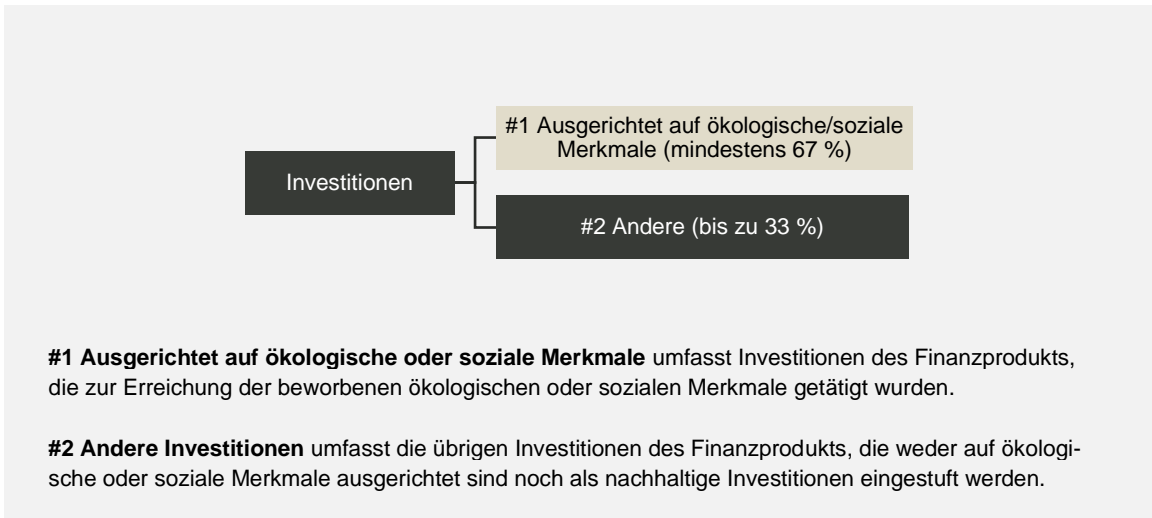 #1 Ausgerichtet auf ökologische/soziale
Merkmale (mindestens 67 %)
Investitionen
#2 Andere (bis zu 33 %)
#1 Ausgerichtet auf ökologische oder soziale Merkmale umfasst Investitionen des Finanzprodukts,
die zur Erreichung der beworbenen ökologischen oder sozialen Merkmale getätigt wurden.
#2 Andere Investitionen umfasst die übrigen Investitionen des Finanzprodukts, die weder auf ökologi-
sche oder soziale Merkmale ausgerichtet sind noch als nachhaltige Investitionen eingestuft werden.